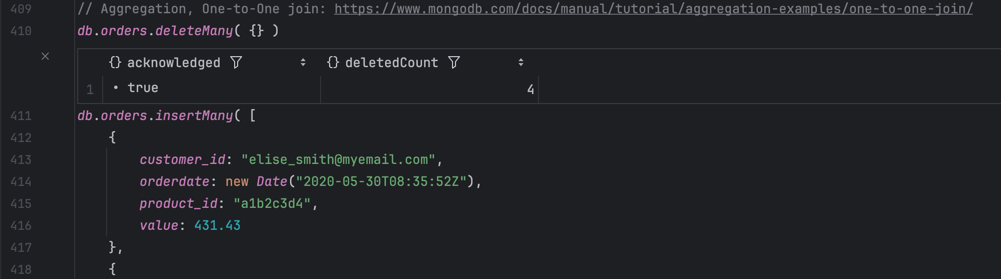 409 // Aggregation, One-to-One join: https://www.mongodb.com/docs/manual/tutorial/aggregation-examples/one-to-one-join/
410 db.orders.deleteMany( {} )
{} acknowledged {} deletedCount
1 • true 4
411 db.orders.insertMany( [
412 {
413 customer_id: "elise_smith@myemail.com",
414 orderdate: new Date("2020-05-30T08:35:52Z"),
415 product_id: "a1b2c3d4",
416 value: 431.43
417 },
418 {